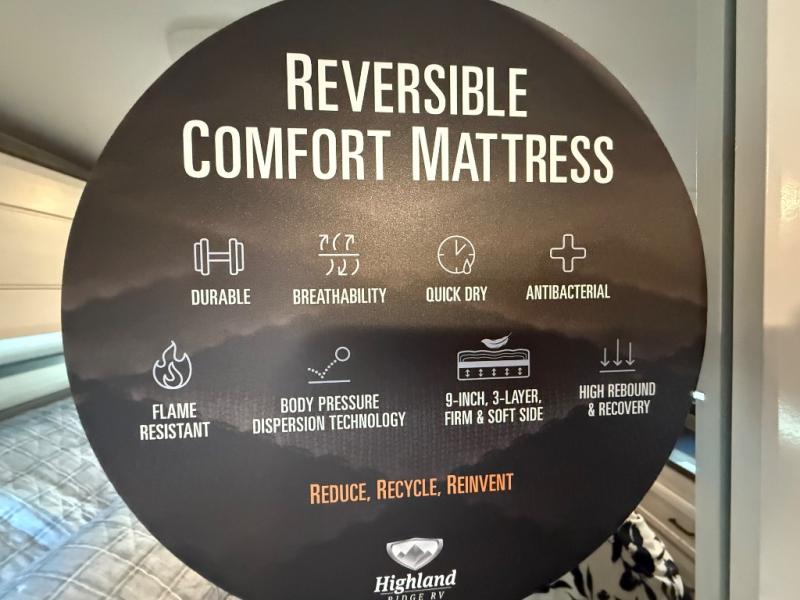 REVERSIBLE
COMFORT MATTRESS
DURABLE
BREATHABILITY
QUICK DRY
ANTIBACTERIAL
FLAME
RESISTANT
BODY PRESSURE
DISPERSION TECHNOLOGY
9-INCH, 3-LAYER,
FIRM & SOFT SIDE
HIGH REBOUND
& RECOVERY
REDUCE, RECYCLE, REINVENT
Highland
RIDGE RV